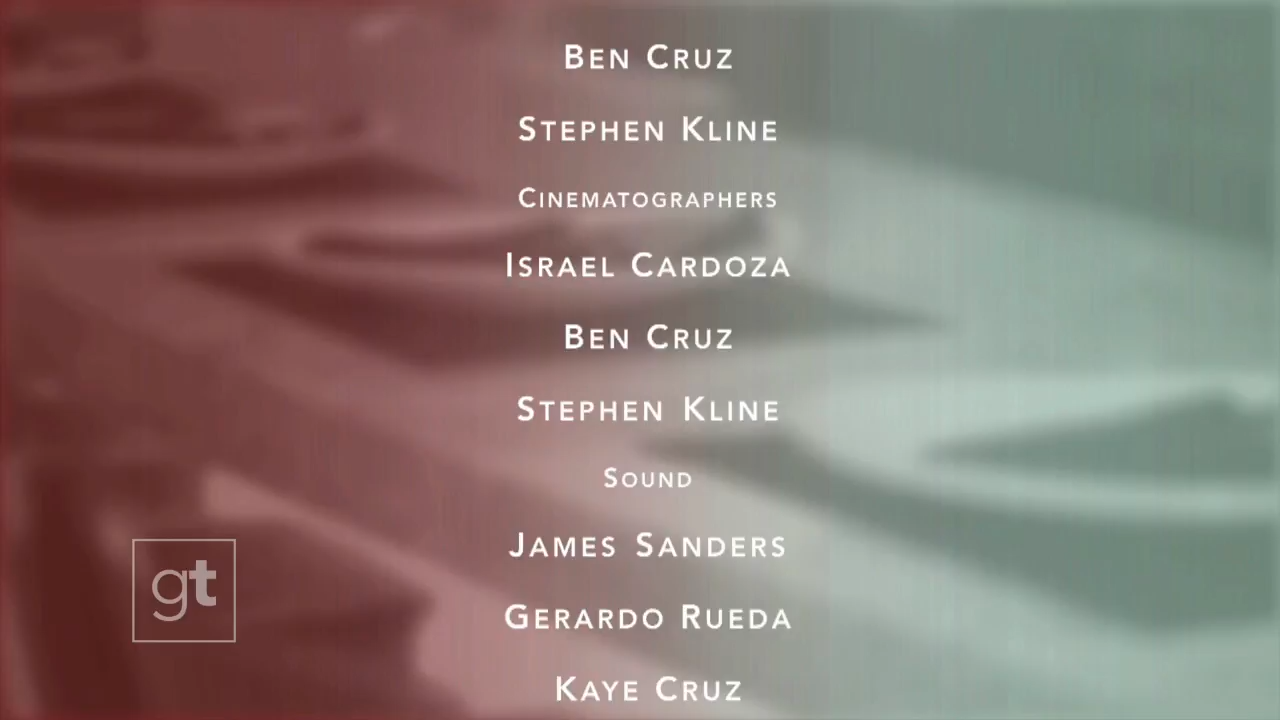 BEN CRUZ
STEPHEN KLINE
CINEMATOGRAPHERS
ISRAEL CARDOZA
BEN CRUZ
STEPHEN KLINE
SOUND
JAMES SANDERS
gt
GERARDO RUEDA
KAYE CRUZ